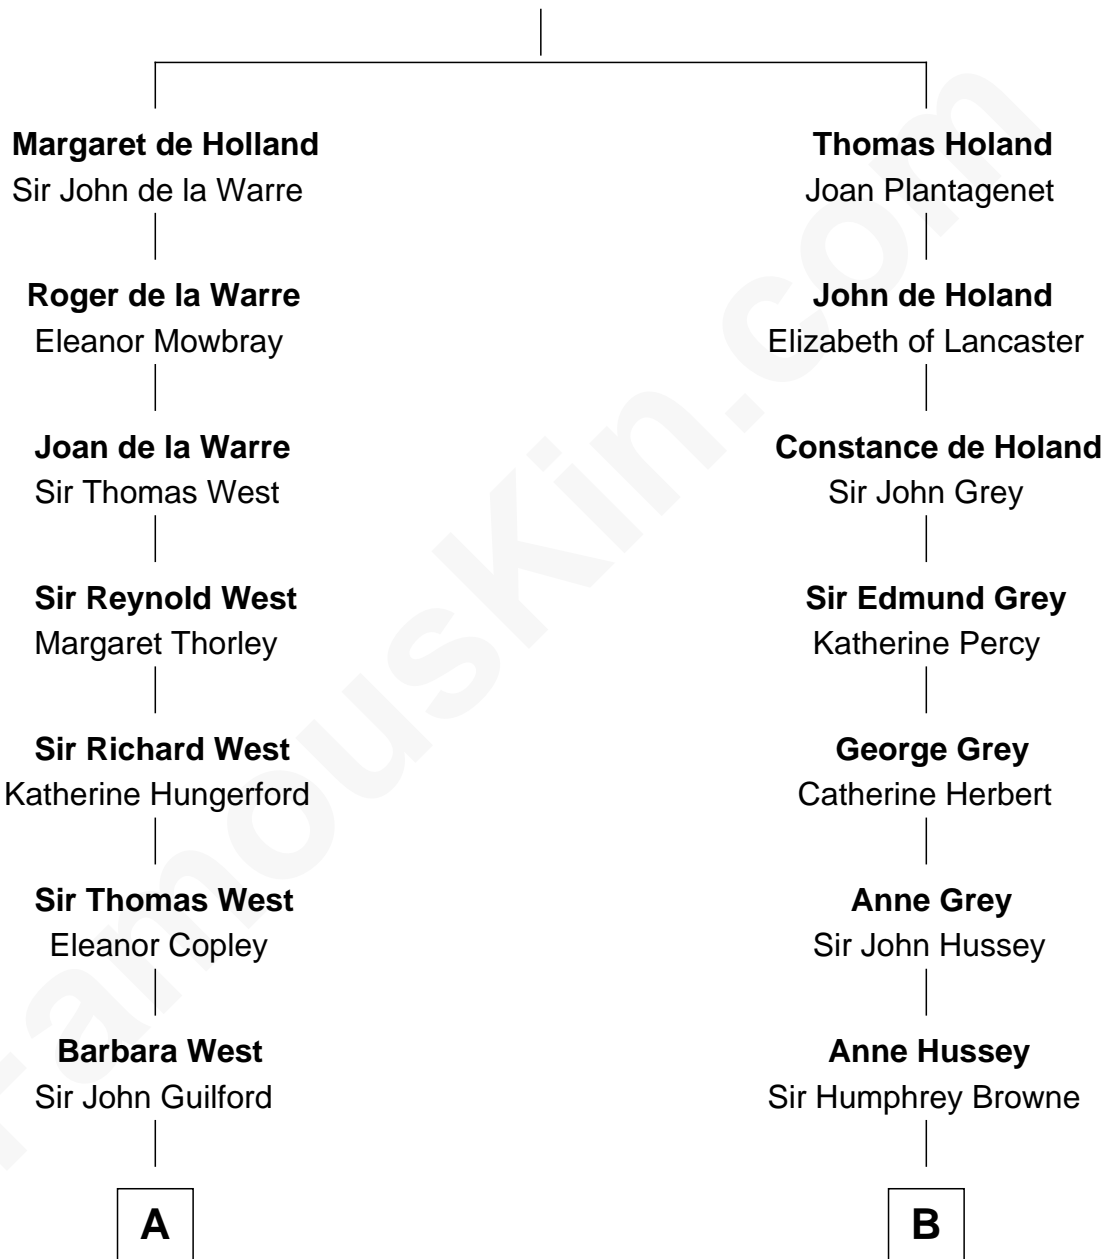 Margaret de Holland
Sir John de la Warre
Roger de la Warre
Eleanor Mowbray
Joan de la Warre
Sir Thomas West
Sir Reynold West
Margaret Thorley
Sir Richard West
Katherine Hungerford
Sir Thomas West
Eleanor Copley
Barbara West
Sir John Guilford
A
Thomas Holand
Joan Plantagenet
John de Holand
Elizabeth of Lancaster
Constance de Holand
Sir John Grey
Sir Edmund Grey
Katherine Percy
George Grey
Catherine Herbert
Anne Grey
Sir John Hussey
Anne Hussey
Sir Humphrey Browne
B
FamousKin.com